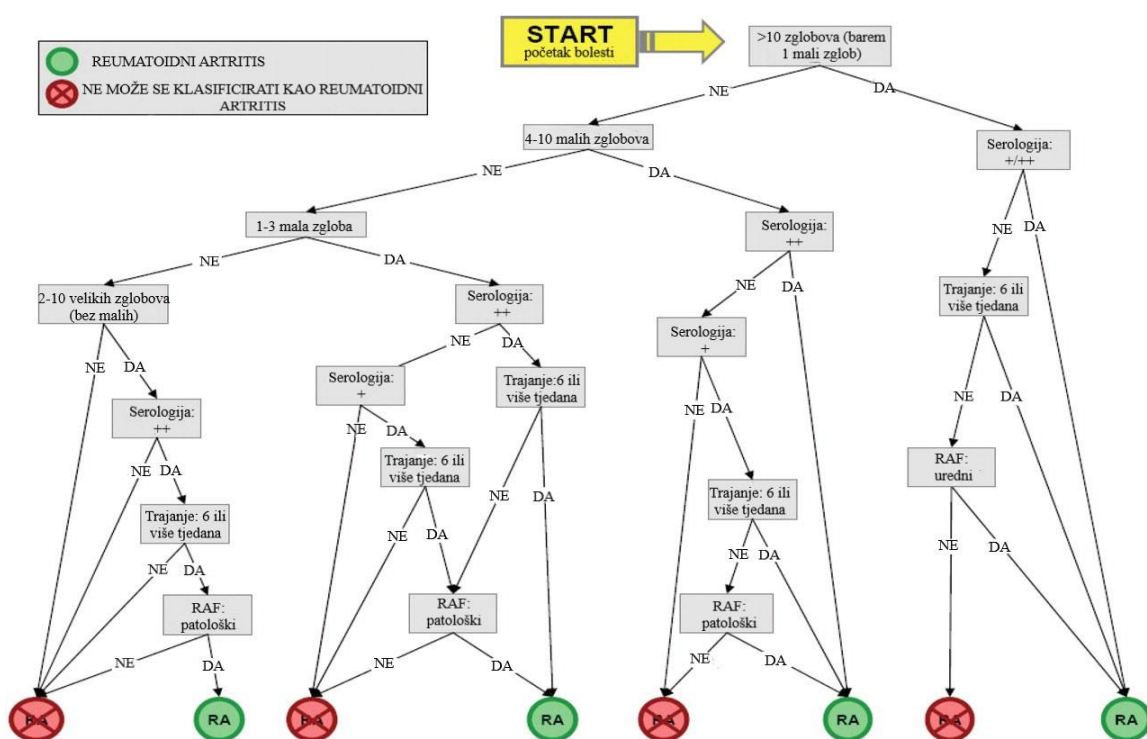 START
početak bolesti
>10 zglobova (barem
1 mali zglob)
REUMATOIDNI ARTRITIS
NE MOŽE SE KLASIFICIRATI KAO REUMATOIDNI
ARTRITIS
NE
DA
4-10 malih zglobova
Serologija:
+/++
NE
DA
1-3 mala zgloba
Serologija:
++
NE
DA
NE
DA
NE
DA
2-10 velikih zglobova
(bez malih)
Serologija:
++
Serologija:
+
Trajanje: 6 ili
više tjedana
NE
DA
NE
DA
NE
DA
NE
DA
Serologija:
++
Serologija:
+
Trajanje:6 ili
više tjedana
NE
DA
NE
DA
NE
DA
Trajanje: 6 ili
više tjedana
Trajanje: 6 ili
više tjedana
Trajanje: 6 ili
više tjedana
RAF:
uredni
NE
DA
NE
DA
NE
DA
NE
DA
RAF:
patološki
RAF:
patološki
RAF:
patološki
NE
DA
NE
DA
NE
DA
RA
RA
RA
RA
RA
RA
RA
RA